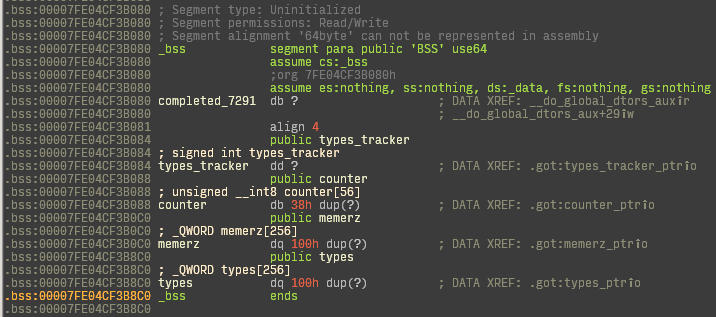 .bss:00007FE04CF3B080 ; Segment type: Uninitialized
.bss:00007FE04CF3B080 ; Segment permissions: Read/Write
.bss:00007FE04CF3B080 ; Segment alignment '64byte' can not be represented in assembly
.bss:00007FE04CF3B080 _bss segment para public 'BSS' use64
.bss:00007FE04CF3B080 assume cs:_bss
.bss:00007FE04CF3B080 ;org 7FE04CF3B080h
.bss:00007FE04CF3B080 assume es:nothing, ss:nothing, ds:_data, fs:nothing, gs:nothing
.bss:00007FE04CF3B080 completed_7291 db ? ; DATA XREF: __do_global_dtors_aux↑r
.bss:00007FE04CF3B080 ; __do_global_dtors_aux+29↑w
.bss:00007FE04CF3B081 align 4
.bss:00007FE04CF3B084 public types_tracker
.bss:00007FE04CF3B084 ; signed int types_tracker
.bss:00007FE04CF3B084 types_tracker dd ? ; DATA XREF: .got:types_tracker_ptr↑o
.bss:00007FE04CF3B088 public counter
.bss:00007FE04CF3B088 ; unsigned __int8 counter[56]
.bss:00007FE04CF3B088 counter db 38h dup(?) ; DATA XREF: .got:counter_ptr↑o
.bss:00007FE04CF3B0C0 public memerz
.bss:00007FE04CF3B0C0 ; _QWORD memerz[256]
.bss:00007FE04CF3B0C0 memerz dq 100h dup(?) ; DATA XREF: .got:memerz_ptr↑o
.bss:00007FE04CF3B8C0 public types
.bss:00007FE04CF3B8C0 ; _QWORD types[256]
.bss:00007FE04CF3B8C0 types dq 100h dup(?) ; DATA XREF: .got:types_ptr↑o
.bss:00007FE04CF3B8C0 _bss ends
.bss:00007FE04CF3B8C0